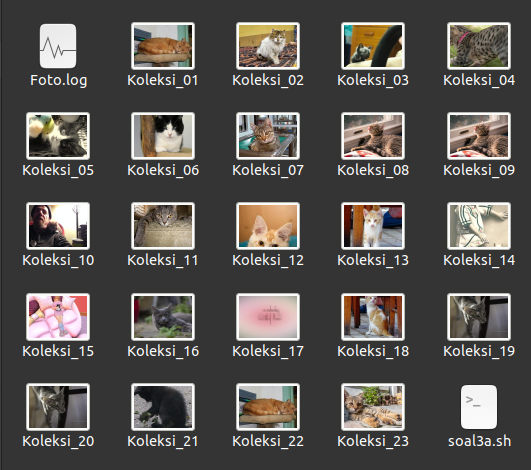 Foto.log
Koleksi_01
Koleksi_02
Koleksi_03
Koleksi_04
Koleksi_05
Koleksi_06
Koleksi_07
Koleksi_08
Koleksi_09
Koleksi_10
Koleksi_11
Koleksi_12
Koleksi_13
Koleksi_14
Koleksi_15
Koleksi_16
Koleksi_17
Koleksi_18
Koleksi_19
Koleksi_20
Koleksi_21
Koleksi_22
Koleksi_23
>_
soal3a.sh